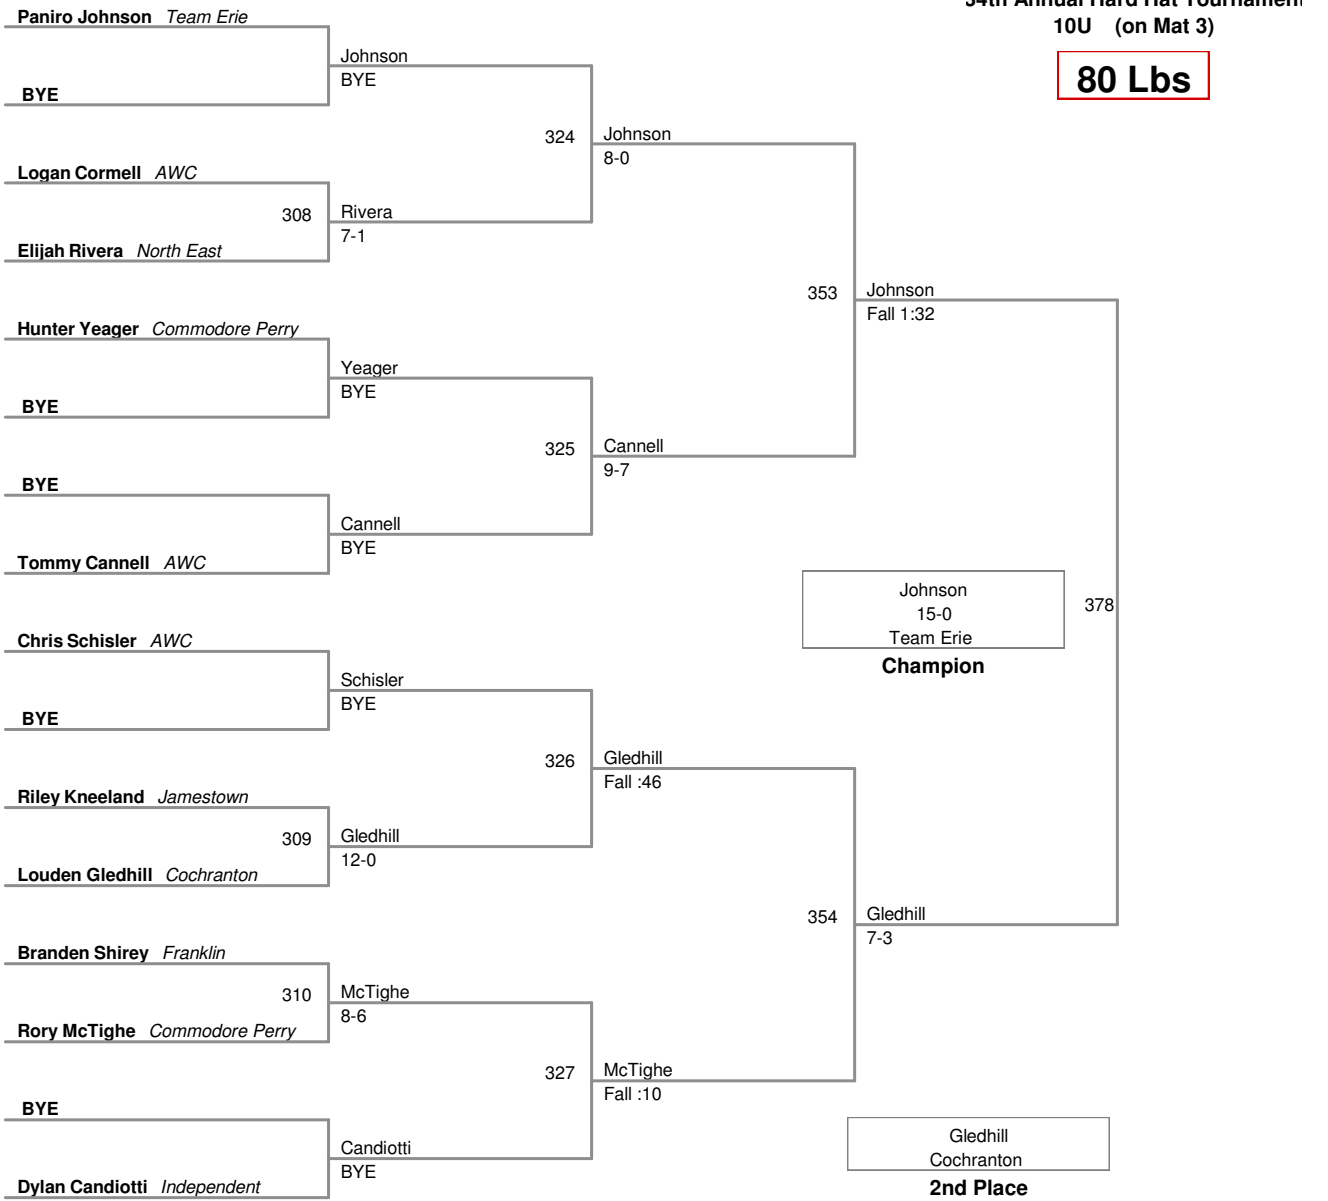 34th Annual Hard Hat Tournament
10U (on Mat 3)
80 Lbs
Paniro Johnson Team Erie
Johnson
BYE
BYE
324
Johnson
8-0
Logan Cormell AWC
308
Rivera
7-1
Elijah Rivera North East
353
Johnson
Fall 1:32
Hunter Yeager Commodore Perry
Yeager
BYE
BYE
325
Cannell
9-7
BYE
Cannell
BYE
Tommy Cannell AWC
Johnson
15-0
Team Erie
Champion
378
Chris Schisler AWC
Schisler
BYE
BYE
326
Gledhill
Fall :46
Riley Kneeland Jamestown
309
Gledhill
12-0
Louden Gledhill Cochranton
354
Gledhill
7-3
Branden Shirey Franklin
310
McTighe
8-6
Rory McTighe Commodore Perry
327
McTighe
Fall :10
BYE
Candiotti
BYE
Dylan Candiotti Independent
Gledhill
Cochranton
2nd Place